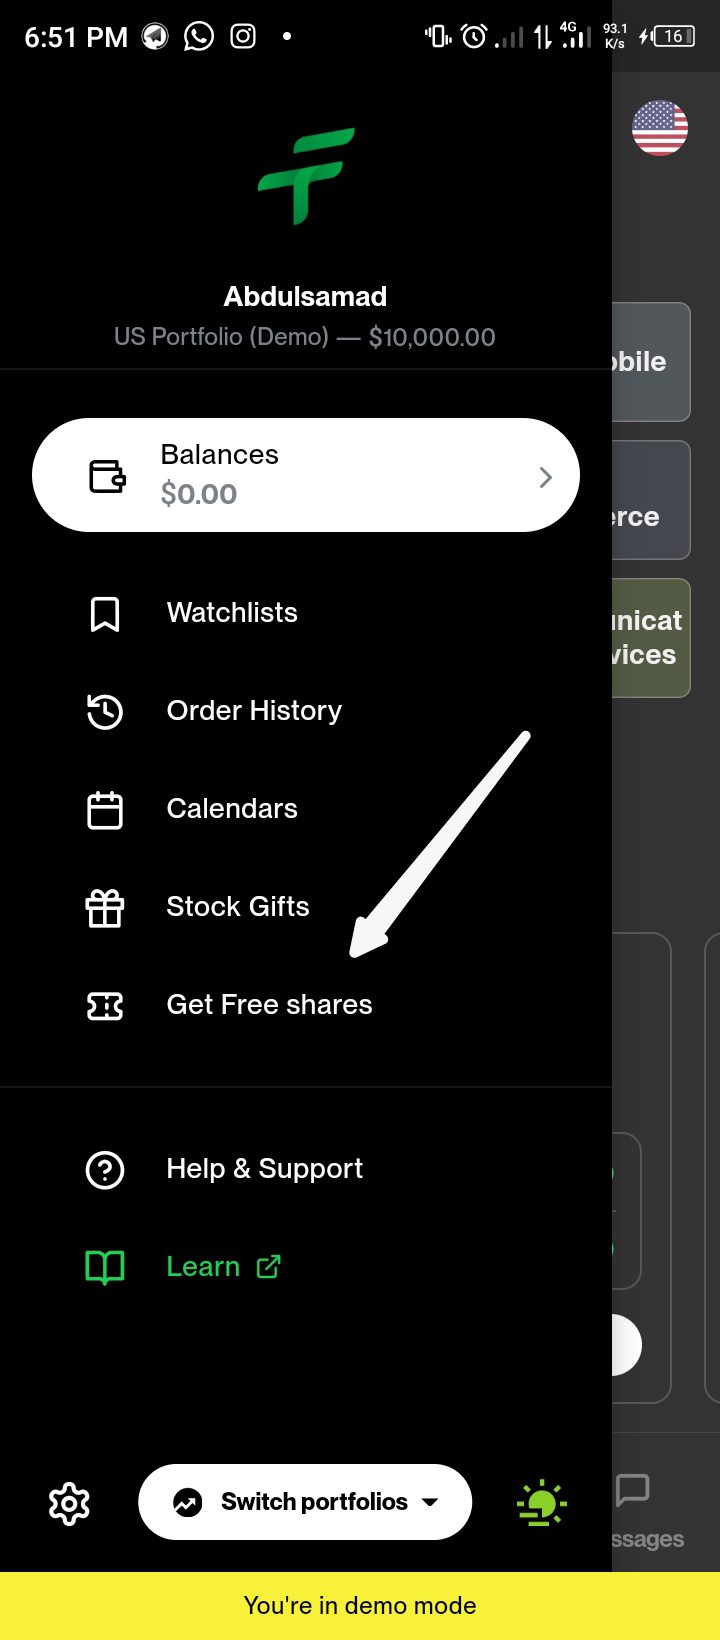 6:51 PM
4G
93.1
K/s
16
Abdulsamad
US Portfolio (Demo) — $10,000.00
obile
Balances
$0.00
erce
Watchlists
unicat
vices
Order History
Calendars
Stock Gifts
Get Free shares
Help & Support
Learn
Switch portfolios
ssages
You're in demo mode